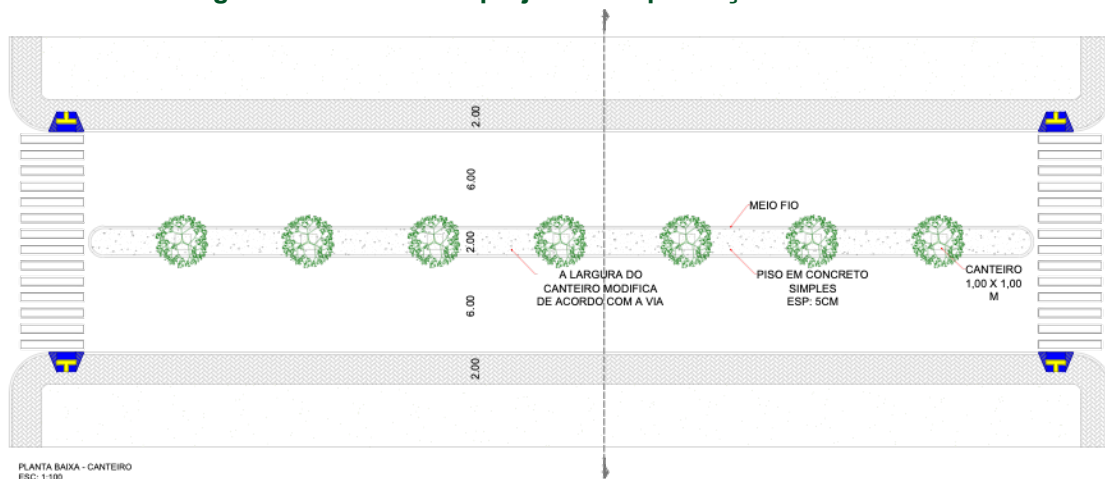 2.00
6.00
MEIO FIO
2.00
A LARGURA DO
CANTEIRO MODIFICA
DE ACORDO COM A VIA
PISO EM CONCRETO
SIMPLES
ESP: 5CM
CANTEIRO
1,00 X 1,00
M
6.00
2.00
PLANTA BAIXA - CANTEIRO
ESC: 1:100